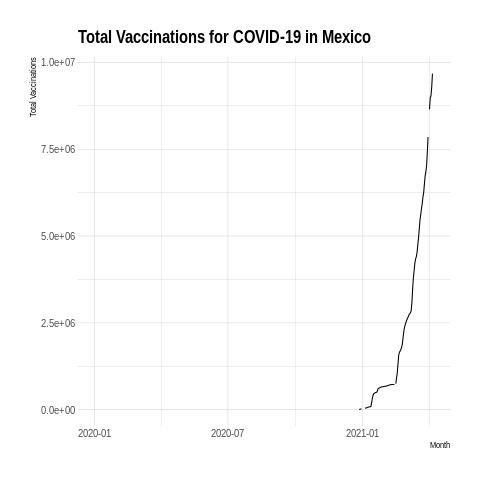 Total Vaccinations for COVID-19 in Mexico
Total Vaccinations
1.0e+07
7.5e+06
5.0e+06
2.5e+06
0.0e+00
2020-01
2020-07
2021-01
Month